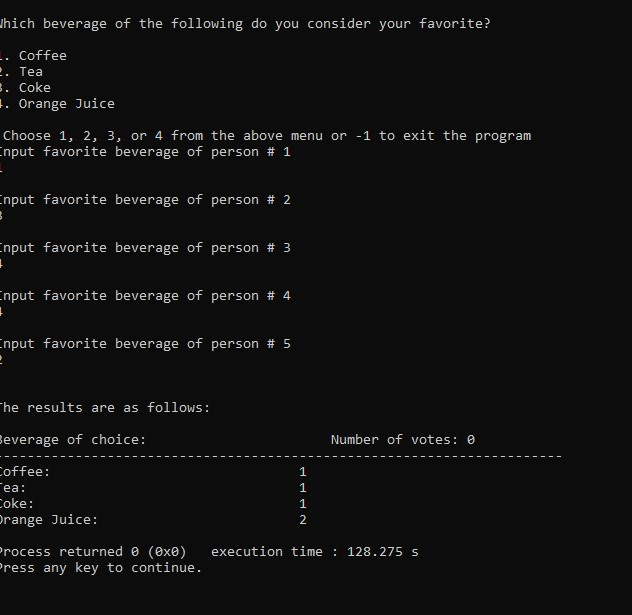 Which beverage of the following do you consider your favorite?
1. Coffee
2. Tea
3. Coke
4. Orange Juice
Choose 1, 2, 3, or 4 from the above menu or -1 to exit the program
Input favorite beverage of person # 1
1
Input favorite beverage of person # 2
3
Input favorite beverage of person # 3
4
Input favorite beverage of person # 4
4
Input favorite beverage of person # 5
2
The results are as follows:
Beverage of choice: Number of votes: 0
-----------------------------------------------------------------------
Coffee: 1
Tea: 1
Coke: 1
Orange Juice: 2
Process returned 0 (0x0) execution time : 128.275 s
Press any key to continue.